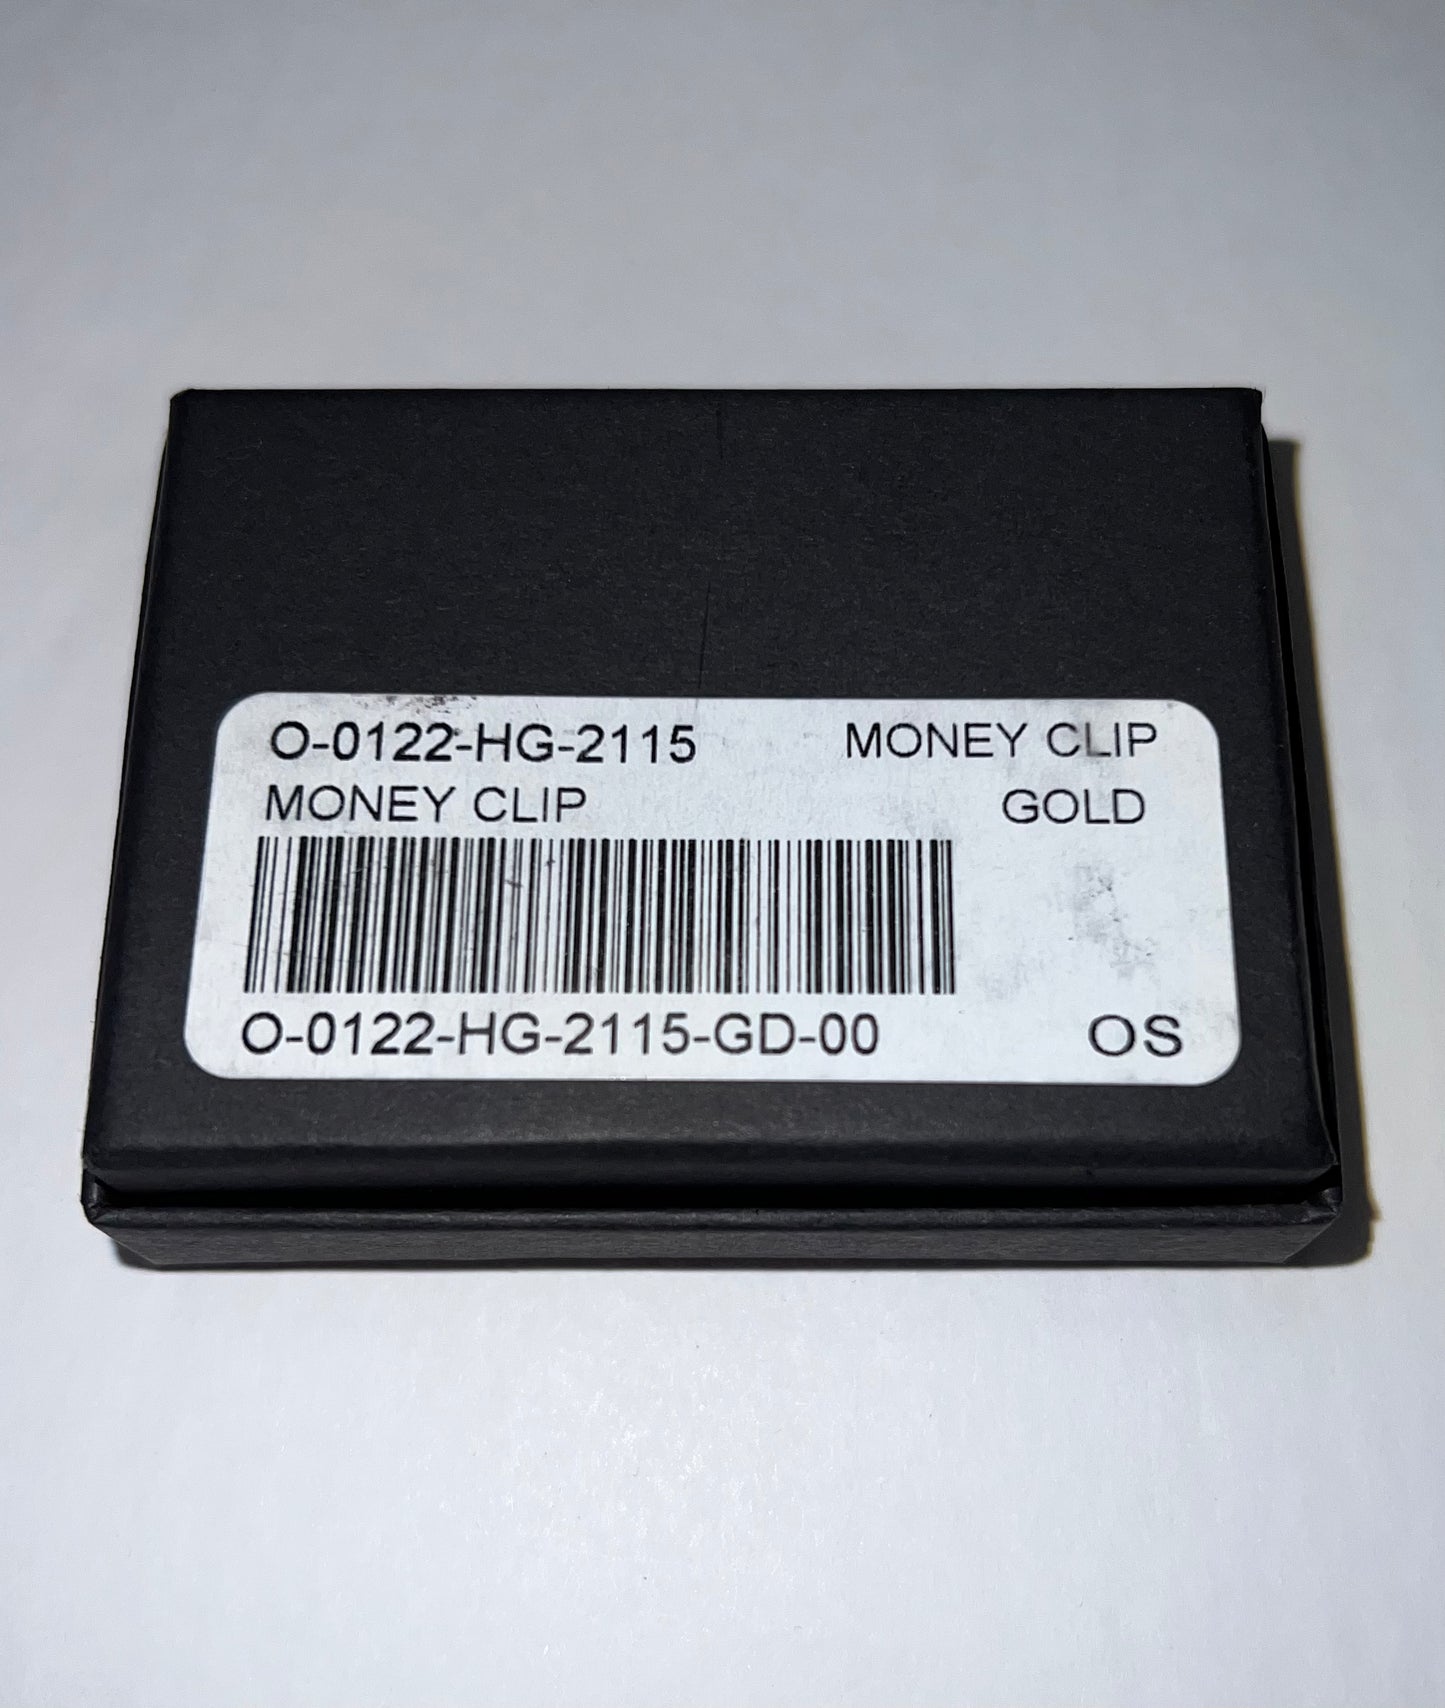 O-0122-HG-2115 MONEY CLIP
MONEY CLIP GOLD
O-0122-HG-2115-GD-00 OS